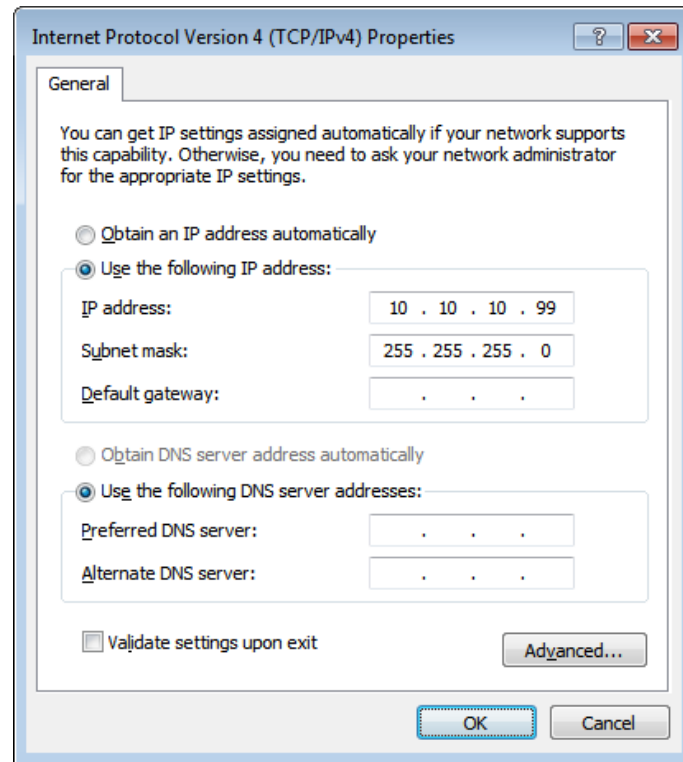 Internet Protocol Version 4 (TCP/IPv4) Properties
?
General
You can get IP settings assigned automatically if your network supports
this capability. Otherwise, you need to ask your network administrator
for the appropriate IP settings.
Obtain an IP address automatically
Use the following IP address:
IP address: 10 . 10 . 10 . 99
Subnet mask: 255 . 255 . 255 . 0
Default gateway: . . .
Obtain DNS server address automatically
Use the following DNS server addresses:
Preferred DNS server: . . .
Alternate DNS server: . . .
Validate settings upon exit
Advanced...
OK Cancel